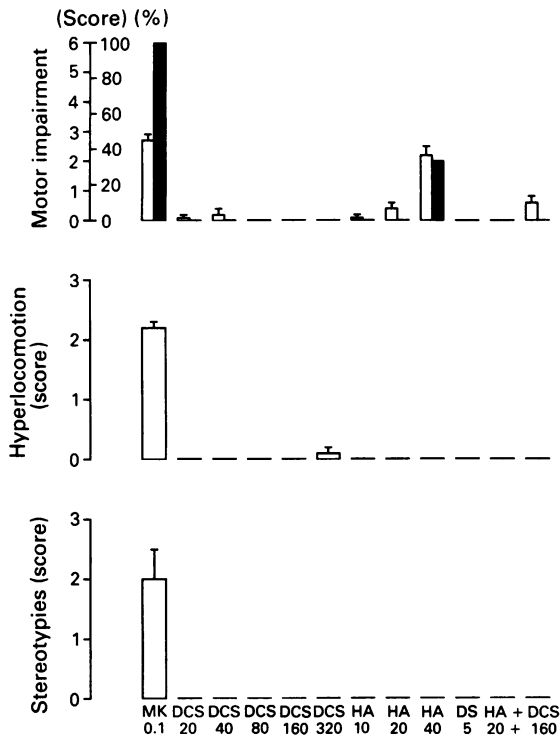 (Score) (%)
Motor impairment
6 100
5
80
4
60
3
40
2
20
1
0 0
Hyperlocomotion
(score)
3
2
1
0
Stereotypies (score)
3
2
1
0
MK DCS DCS DCS DCS DCS HA HA HA DS HA + DCS
0.1 20 40 80 160 320 10 20 40 5 20 + 160